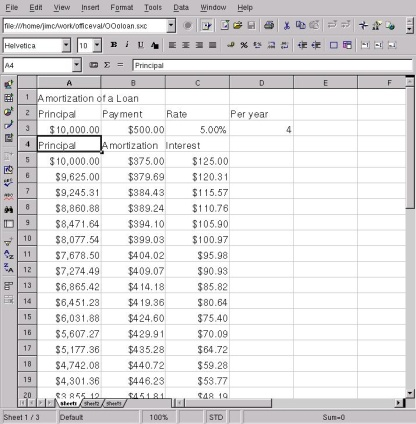 File Edit View Insert Format Tools Data Window Help
file:///home/jimc/work/officeval/OOoloan.sxc
Helvetica 10 B i U A
A4 Σ = Principal
A B C D E F
1 Amortization of a Loan
2 Principal Payment Rate Per year
3 $10,000.00 $500.00 5.00% 4
4 Principal Amortization Interest
5 $10,000.00 $375.00 $125.00
6 $9,625.00 $379.69 $120.31
7 $9,245.31 $384.43 $115.57
8 $8,860.88 $389.24 $110.76
9 $8,471.64 $394.10 $105.90
10 $8,077.54 $399.03 $100.97
11 $7,678.50 $404.02 $95.98
12 $7,274.49 $409.07 $90.93
13 $6,865.42 $414.18 $85.82
14 $6,451.23 $419.36 $80.64
15 $6,031.88 $424.60 $75.40
16 $5,607.27 $429.91 $70.09
17 $5,177.36 $435.28 $64.72
18 $4,742.08 $440.72 $59.28
19 $4,301.36 $446.23 $53.77
20 $3,855.12 $451.81 $48.19
Sheet1 Sheet2 Sheet3
Sheet 1 / 3 Default 100% STD Sum=0